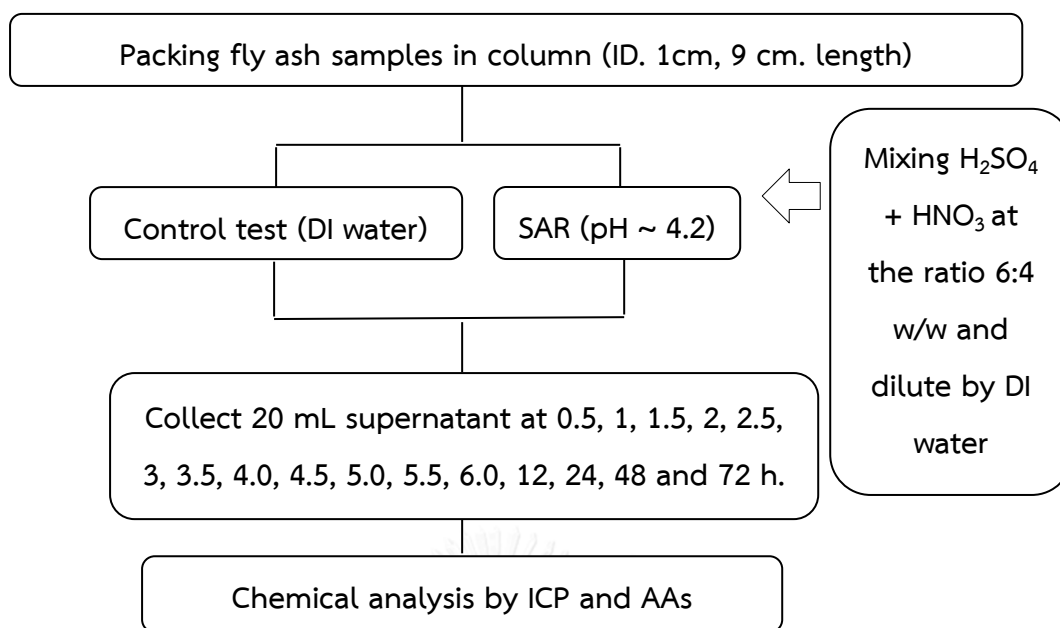 Packing fly ash samples in column (ID. 1cm, 9 cm. length)
Control test (DI water)
SAR (pH ~ 4.2)
Mixing H₂SO₄
+ HNO₃ at
the ratio 6:4
w/w and
dilute by DI
water
Collect 20 mL supernatant at 0.5, 1, 1.5, 2, 2.5,
3, 3.5, 4.0, 4.5, 5.0, 5.5, 6.0, 12, 24, 48 and 72 h.
Chemical analysis by ICP and AAs